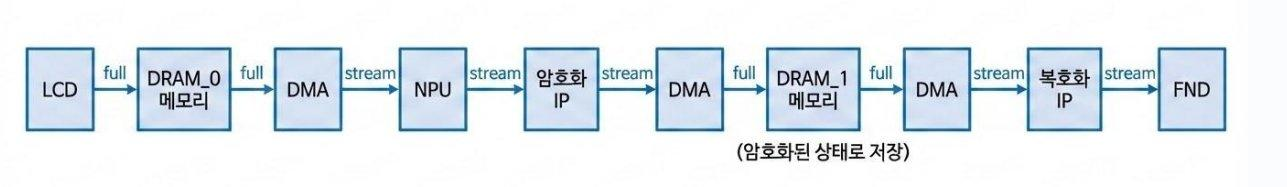 LCD
full
DRAM_0
메모리
full
DMA
stream
NPU
stream
암호화
IP
stream
DMA
full
DRAM_1
메모리
full
DMA
stream
복호화
IP
stream
FND
(암호화된 상태로 저장)